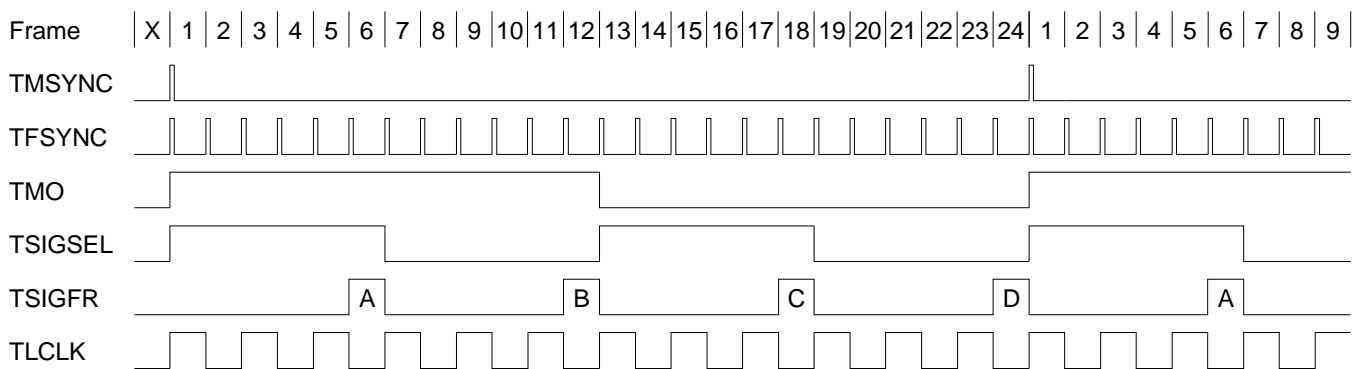 Frame X 1 2 3 4 5 6 7 8 9 10 11 12 13 14 15 16 17 18 19 20 21 22 23 24 1 2 3 4 5 6 7 8 9
TMSYNC
TFSYNC
TMO
TSIGSEL
TSIGFR A B C D A
TLCLK